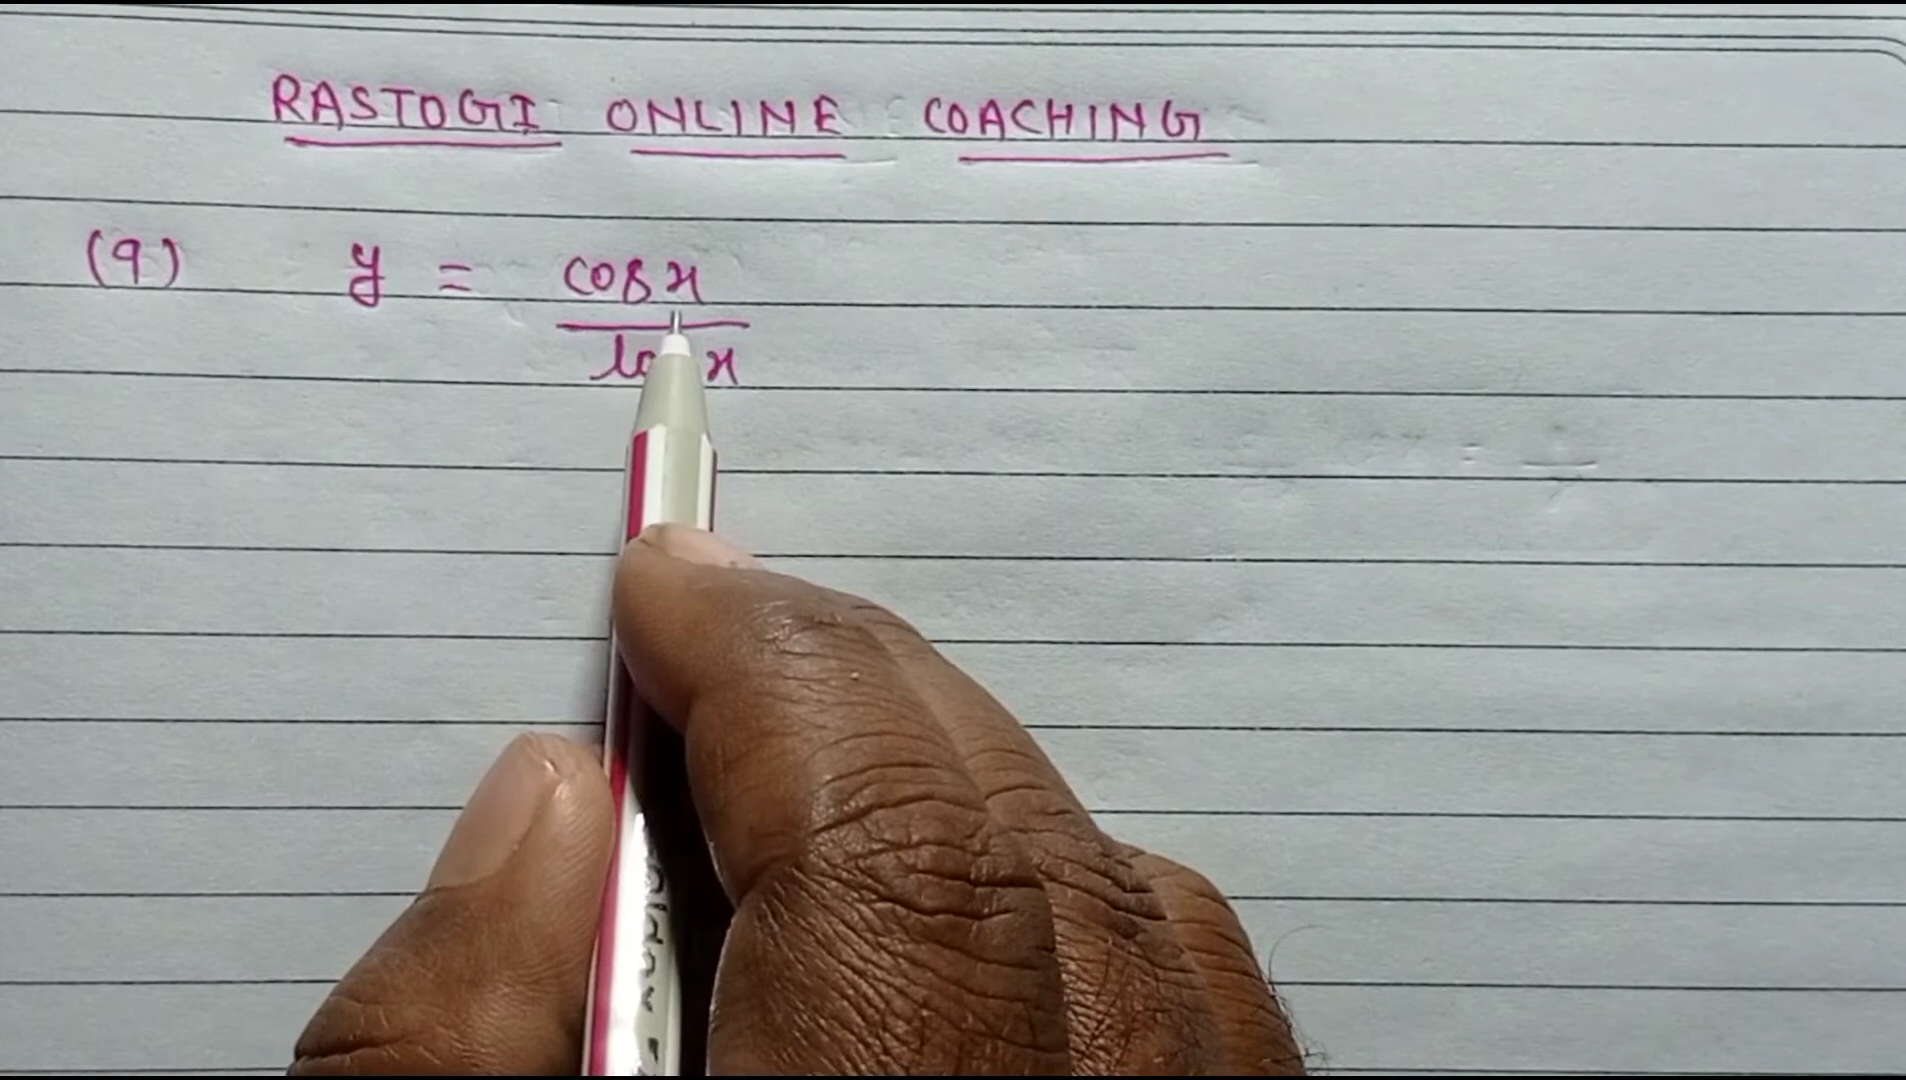 RASTOGI ONLINE COACHING
(9) y = cos x
x